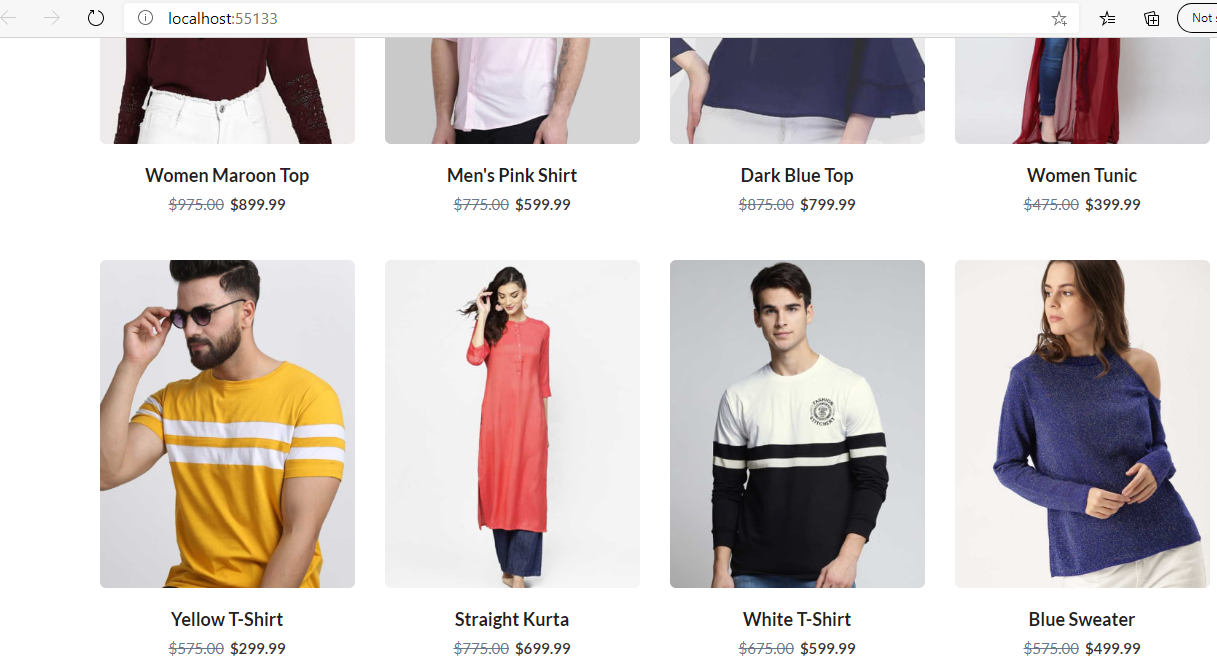 localhost:55133
Not
Women Maroon Top
$975.00 $899.99
Men's Pink Shirt
$775.00 $599.99
Dark Blue Top
$875.00 $799.99
Women Tunic
$475.00 $399.99
FASHION
STITCHERY
Yellow T-Shirt
$575.00 $299.99
Straight Kurta
$775.00 $699.99
White T-Shirt
$675.00 $599.99
Blue Sweater
$575.00 $499.99